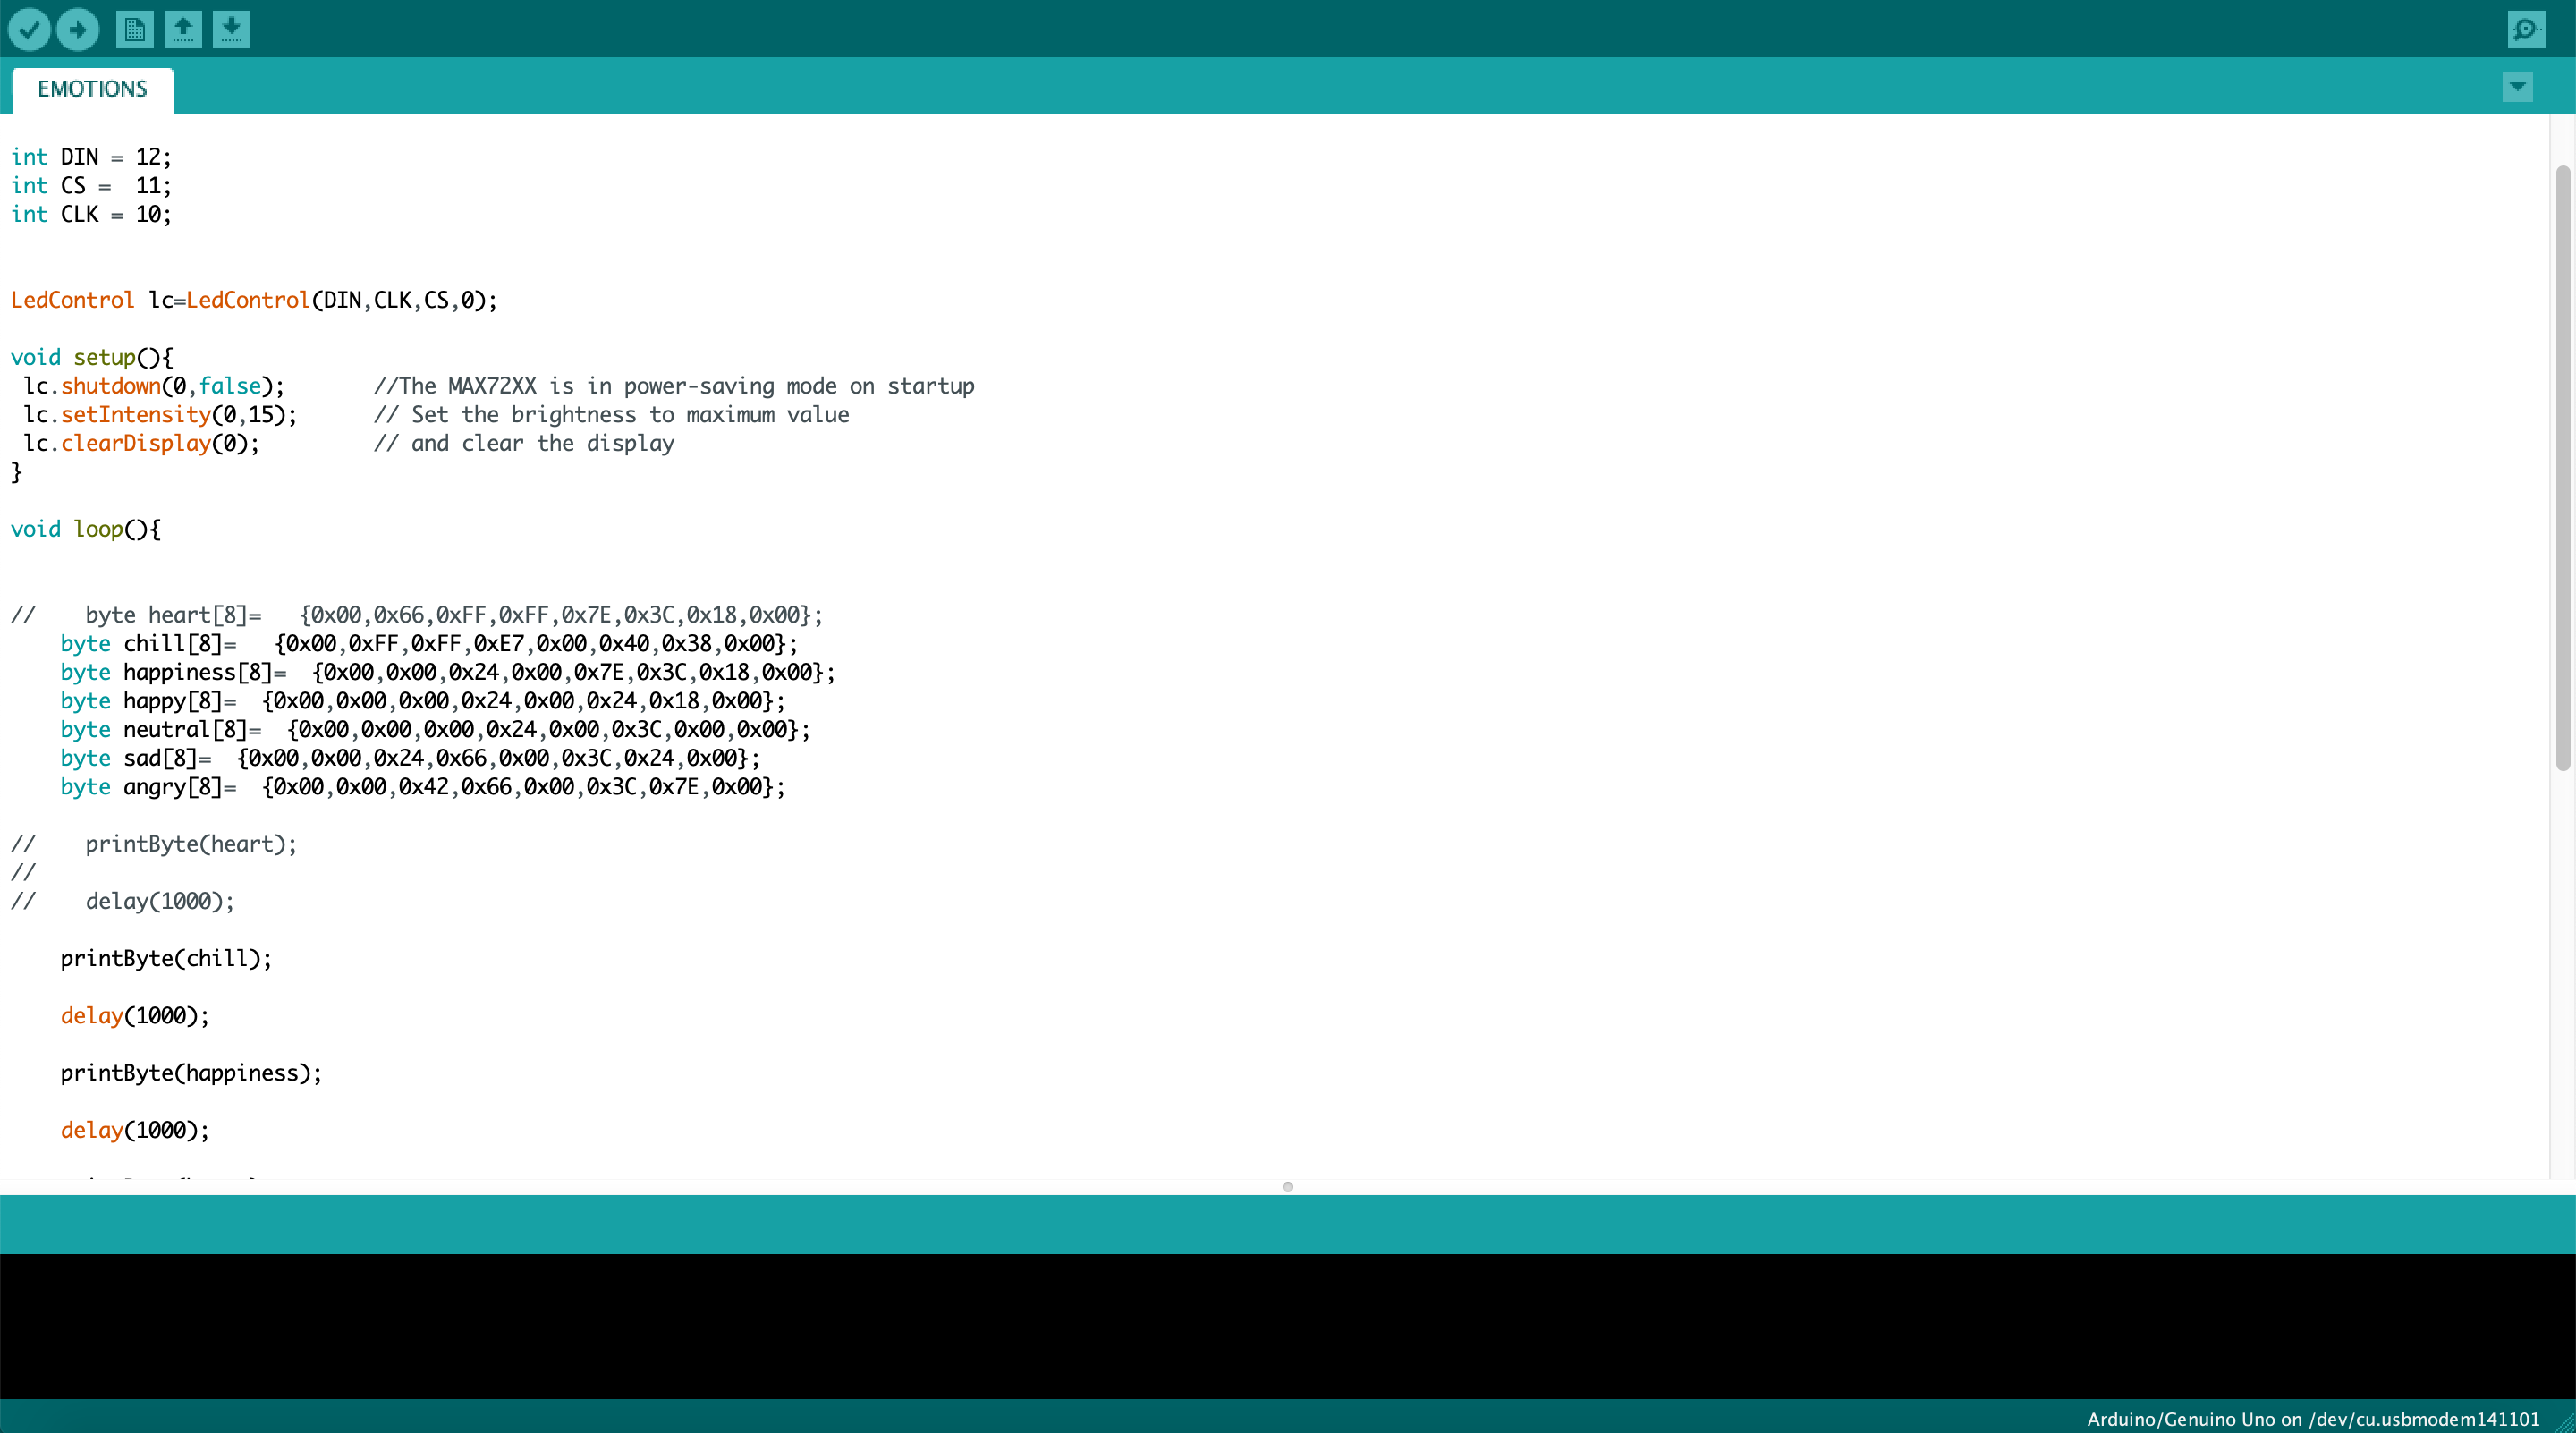 EMOTIONS
int DIN = 12;
int CS =  11;
int CLK = 10;
LedControl lc=LedControl(DIN,CLK,CS,0);
void setup(){
 lc.shutdown(0,false);       //The MAX72XX is in power-saving mode on startup
 lc.setIntensity(0,15);      // Set the brightness to maximum value
 lc.clearDisplay(0);         // and clear the display
}
void loop(){
//    byte heart[8]=   {0x00,0x66,0xFF,0xFF,0x7E,0x3C,0x18,0x00};
    byte chill[8]=   {0x00,0xFF,0xFF,0xE7,0x00,0x40,0x38,0x00};
    byte happiness[8]=  {0x00,0x00,0x24,0x00,0x7E,0x3C,0x18,0x00};
    byte happy[8]=  {0x00,0x00,0x00,0x24,0x00,0x24,0x18,0x00};
    byte neutral[8]=  {0x00,0x00,0x00,0x24,0x00,0x3C,0x00,0x00};
    byte sad[8]=  {0x00,0x00,0x24,0x66,0x00,0x3C,0x24,0x00};
    byte angry[8]=  {0x00,0x00,0x42,0x66,0x00,0x3C,0x7E,0x00};
//    printByte(heart);
//
//    delay(1000);
    printByte(chill);
    delay(1000);
    printByte(happiness);
    delay(1000);
Arduino/Genuino Uno on /dev/cu.usbmodem141101